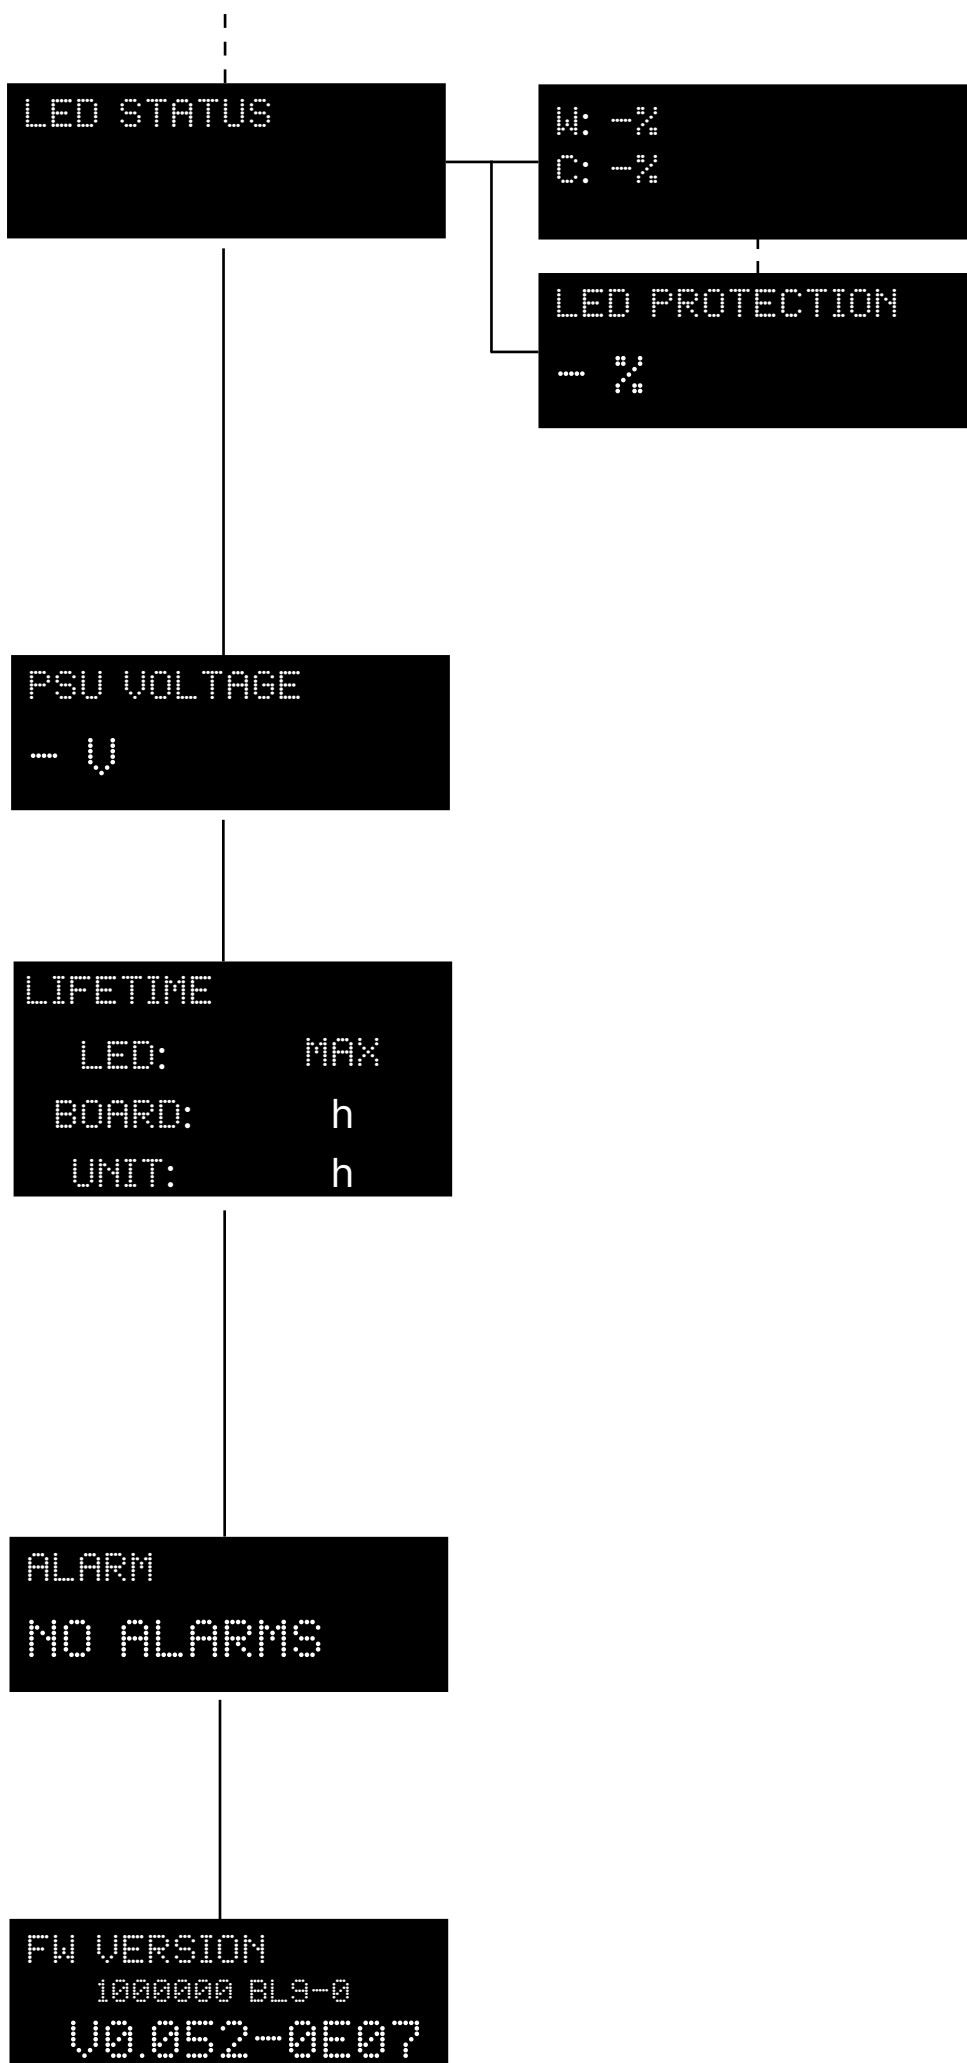 LED STATUS
W: -%
C: -%
LED PROTECTION
- %
PSU VOLTAGE
- V
LIFETIME
LED: MAX
BOARD: h
UNIT: h
ALARM
NO ALARMS
FW VERSION
1000000 BL9-0
V0.052-0E07